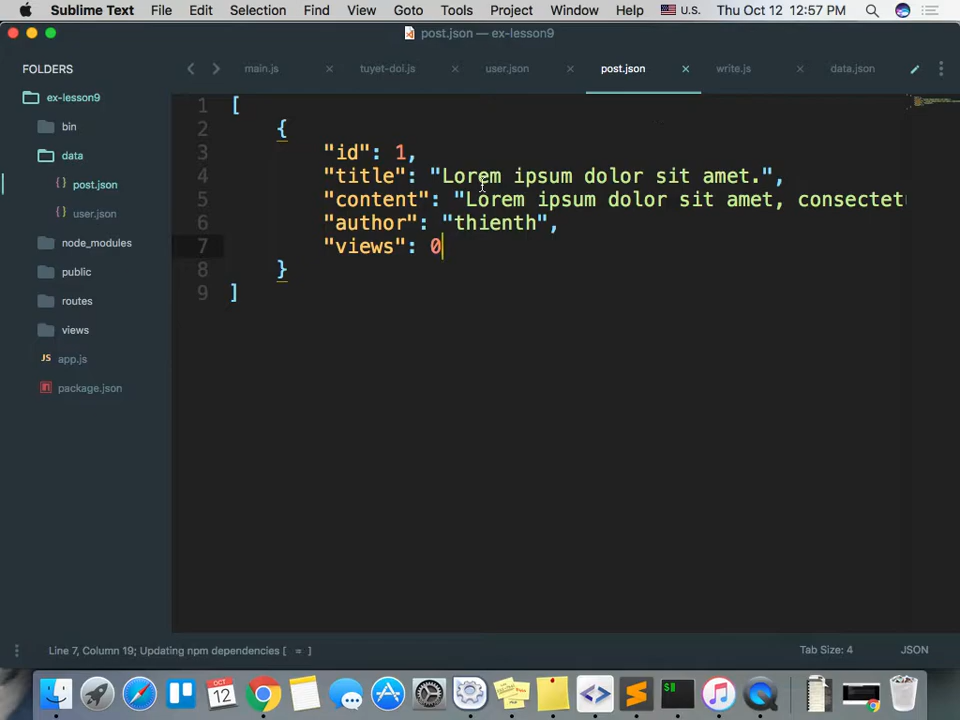 Sublime Text File Edit Selection Find View Goto Tools Project Window Help U.S. Thu Oct 12 12:57 PM
post.json — ex-lesson9
FOLDERS
ex-lesson9
bin
data
post.json
user.json
node_modules
public
routes
views
JS app.js
package.json
main.js × tuyet-doi.js × user.json × post.json × write.js × data.json
1 [
2 {
3 "id": 1,
4 "title": "Lorem ipsum dolor sit amet.",
5 "content": "Lorem ipsum dolor sit amet, consectetu
6 "author": "thienth",
7 "views": 0
8 }
9 ]
Line 7, Column 19; Updating npm dependencies [ = ] Tab Size: 4 JSON
OCT
12
$||